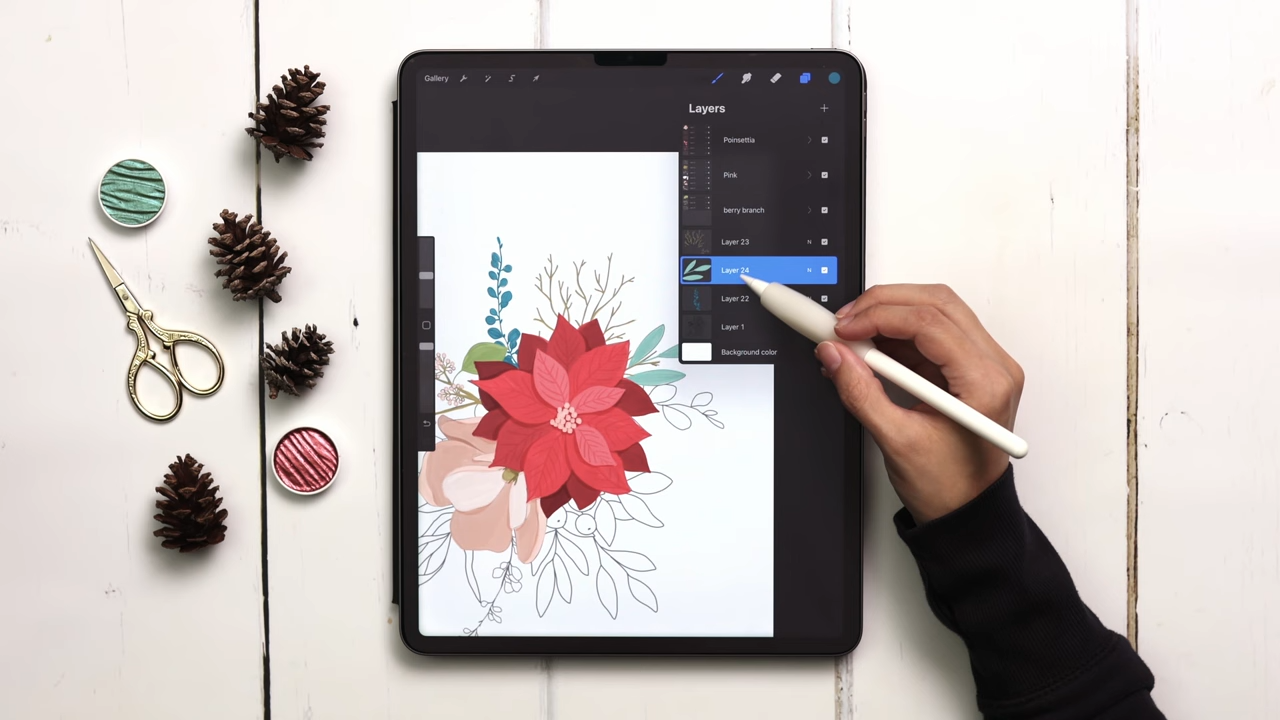 Gallery
Layers
Poinsettia
Pink
berry branch
Layer 23 N
Layer 24 N
Layer 22
Layer 1
Background color